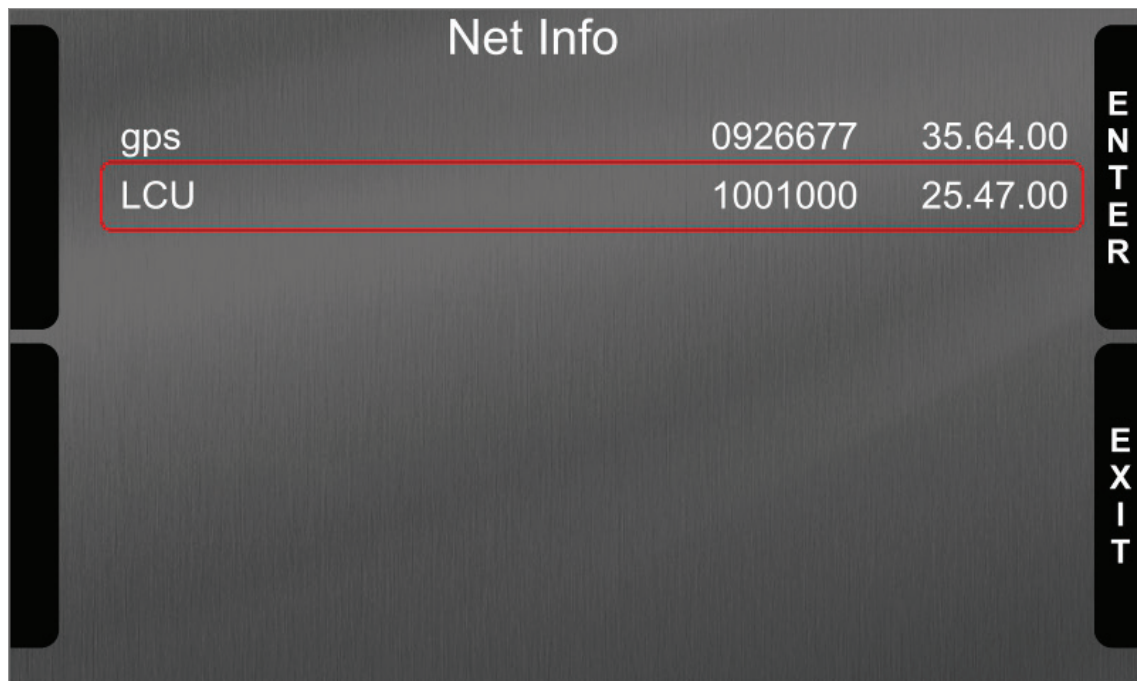 Net Info
gps 0926677 35.64.00
LCU 1001000 25.47.00
ENTER
EXIT